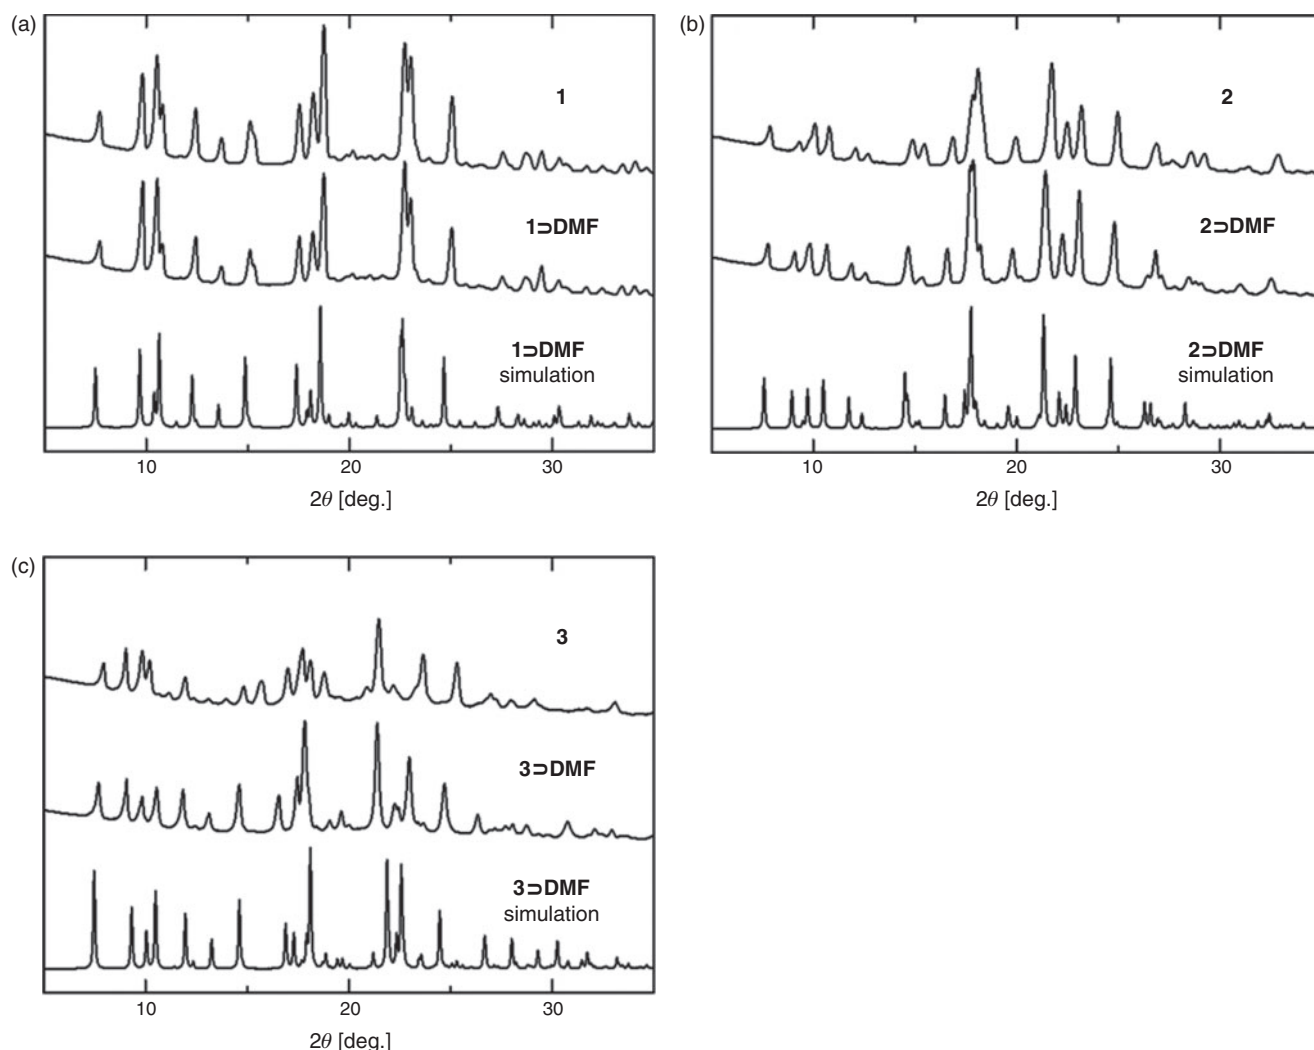 (a)
1
1⊃DMF
1⊃DMF
simulation
10 20 30
2θ [deg.]
(b)
2
2⊃DMF
2⊃DMF
simulation
10 20 30
2θ [deg.]
(c)
3
3⊃DMF
3⊃DMF
simulation
10 20 30
2θ [deg.]